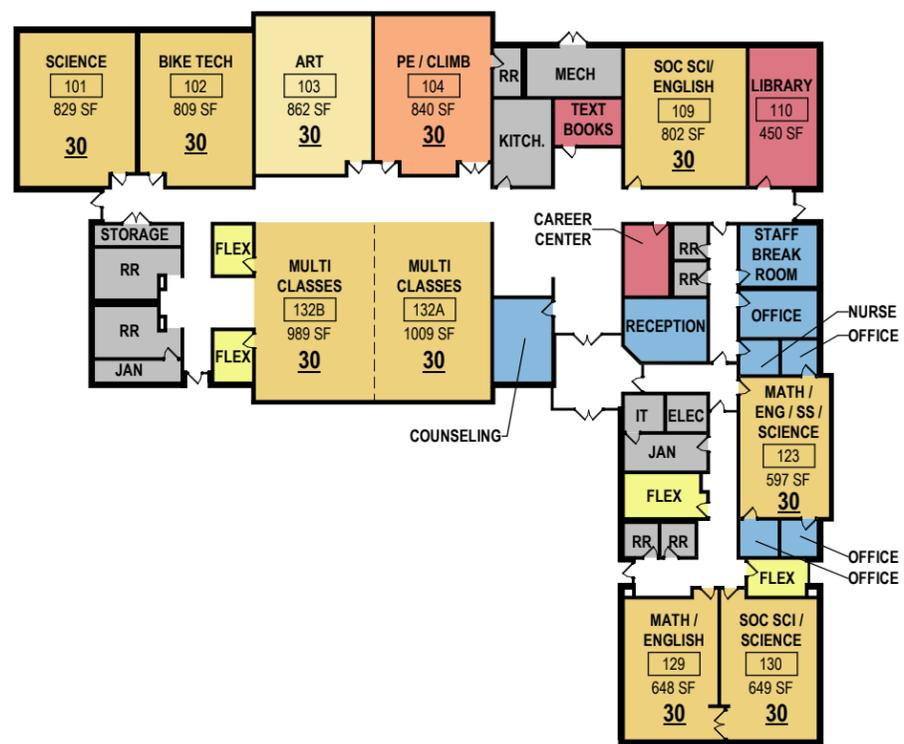 SCIENCE
101
829 SF
30
BIKE TECH
102
809 SF
30
ART
103
862 SF
30
PE / CLIMB
104
840 SF
30
RR
MECH
KITCH.
TEXT
BOOKS
SOC SCI/
ENGLISH
109
802 SF
30
LIBRARY
110
450 SF
STORAGE
RR
RR
JAN
FLEX
FLEX
MULTI
CLASSES
132B
989 SF
30
MULTI
CLASSES
132A
1009 SF
30
COUNSELING
CAREER
CENTER
RR
RR
RECEPTION
STAFF
BREAK
ROOM
OFFICE
NURSE
OFFICE
MATH /
ENG / SS /
SCIENCE
123
597 SF
30
IT
ELEC
JAN
FLEX
RR
RR
OFFICE
OFFICE
FLEX
MATH /
ENGLISH
129
648 SF
30
SOC SCI /
SCIENCE
130
649 SF
30